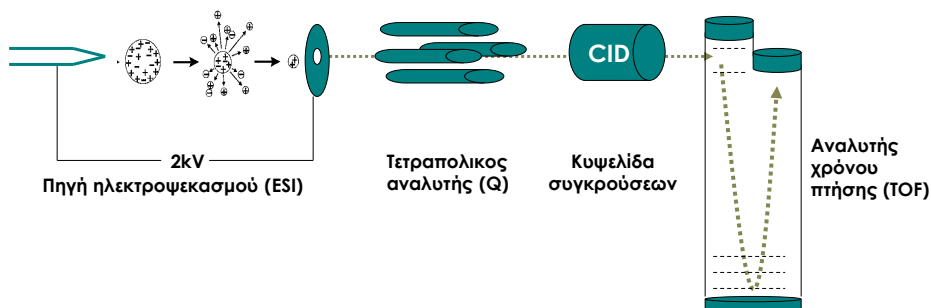 CID
2kV
Πηγή ηλεκτροψεκασμού (ESI)
Τετραπολικος
αναλυτής (Q)
Κυψελίδα
συγκρούσεων
Αναλυτής
χρόνου
πτήσης (TOF)